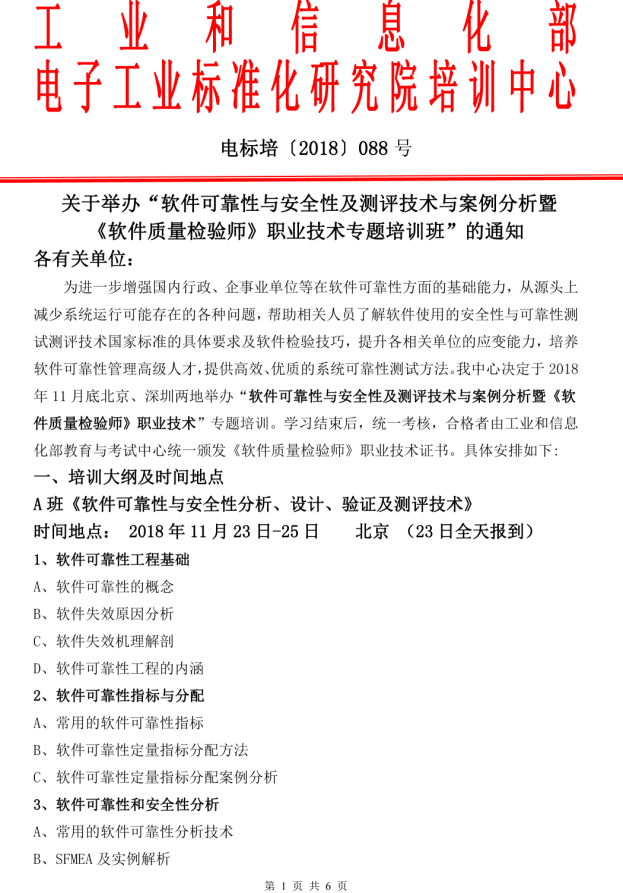 工业和信息化部
电子工业标准化研究院培训中心
电标培〔2018〕088 号
关于举办“软件可靠性与安全性及测评技术与案例分析暨
《软件质量检验师》职业技术专题培训班”的通知
各有关单位：
为进一步增强国内行政、企事业单位等在软件可靠性方面的基础能力，从源头上
减少系统运行可能存在的各种问题，帮助相关人员了解软件使用的安全性与可靠性测
试测评技术国家标准的具体要求及软件检验技巧，提升各相关单位的应变能力，培养
软件可靠性管理高级人才，提供高效、优质的系统可靠性测试方法。我中心决定于 2018
年 11 月底北京、深圳两地举办“软件可靠性与安全性及测评技术与案例分析暨《软
件质量检验师》职业技术”专题培训。学习结束后，统一考核，合格者由工业和信息
化部教育与考试中心统一颁发《软件质量检验师》职业技术证书。具体安排如下：
一、培训大纲及时间地点
A 班《软件可靠性与安全性分析、设计、验证及测评技术》
时间地点： 2018 年 11 月 23 日-25 日 北京 （23 日全天报到）
1、软件可靠性工程基础
A、软件可靠性的概念
B、软件失效原因分析
C、软件失效机理解剖
D、软件可靠性工程的内涵
2、软件可靠性指标与分配
A、常用的软件可靠性指标
B、软件可靠性定量指标分配方法
C、软件可靠性定量指标分配案例分析
3、软件可靠性和安全性分析
A、常用的软件可靠性分析技术
B、SFMEA 及实例解析
第 1 页 共 6 页